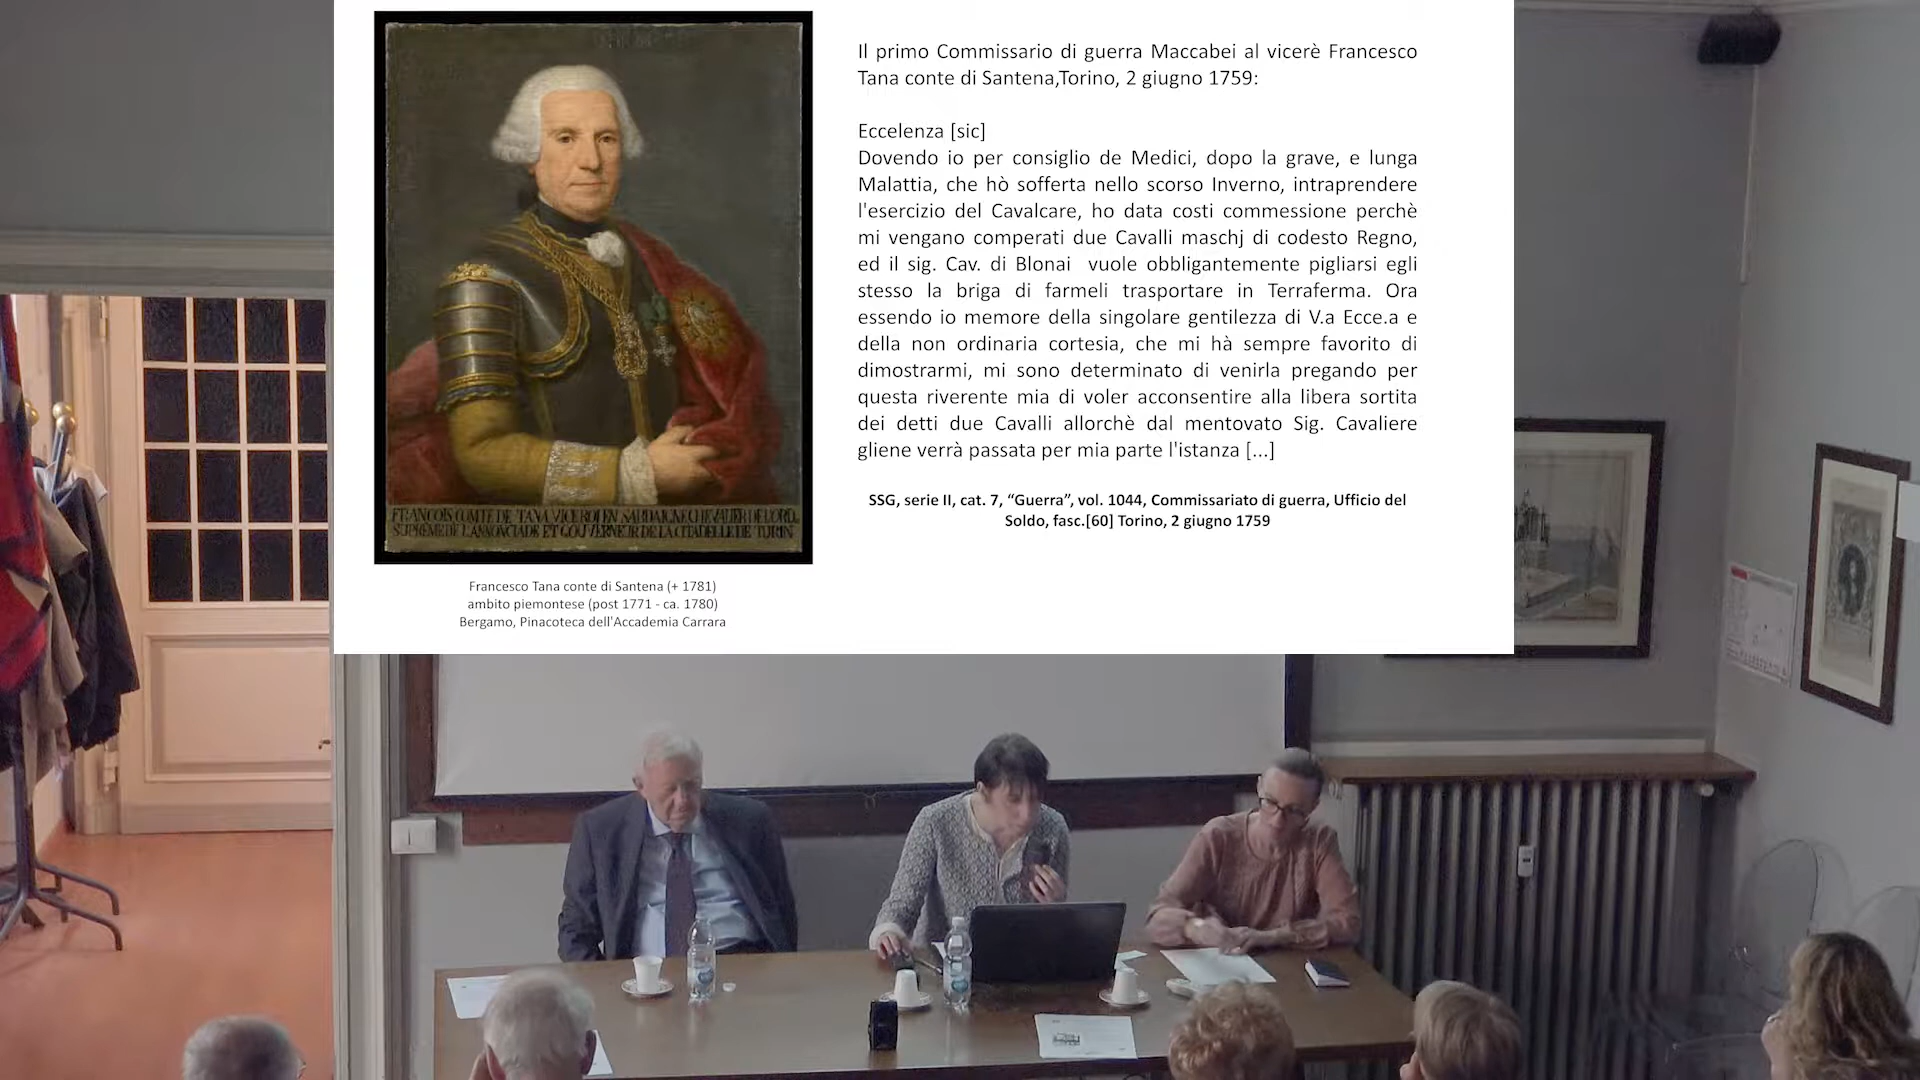 Il primo Commissario di guerra Maccabei al vicerè Francesco
Tana conte di Santena,Torino, 2 giugno 1759:
Eccelenza [sic]
Dovendo io per consiglio de Medici, dopo la grave, e lunga
Malattia, che hò sofferta nello scorso Inverno, intraprendere
l'esercizio del Cavalcare, ho data costi commessione perchè
mi vengano comperati due Cavalli maschj di codesto Regno,
ed il sig. Cav. di Blonai vuole obbligantemente pigliarsi egli
stesso la briga di farmeli trasportare in Terraferma. Ora
essendo io memore della singolare gentilezza di V.a Ecce.a e
della non ordinaria cortesia, che mi hà sempre favorito di
dimostrarmi, mi sono determinato di venirla pregando per
questa riverente mia di voler acconsentire alla libera sortita
dei detti due Cavalli allorchè dal mentovato Sig. Cavaliere
gliene verrà passata per mia parte l'istanza [...]
SSG, serie II, cat. 7, “Guerra”, vol. 1044, Commissariato di guerra, Ufficio del
Soldo, fasc.[60] Torino, 2 giugno 1759
FRANCOIS COMTE DE TANA VICE ROI EN SARDAIGNE CHEVALIER DE L'ORD.
SUPREME DE L'ANNONCIADE ET GOUVERNEUR DE LA CITADELLE DE TURIN
Francesco Tana conte di Santena (+ 1781)
ambito piemontese (post 1771 - ca. 1780)
Bergamo, Pinacoteca dell'Accademia Carrara